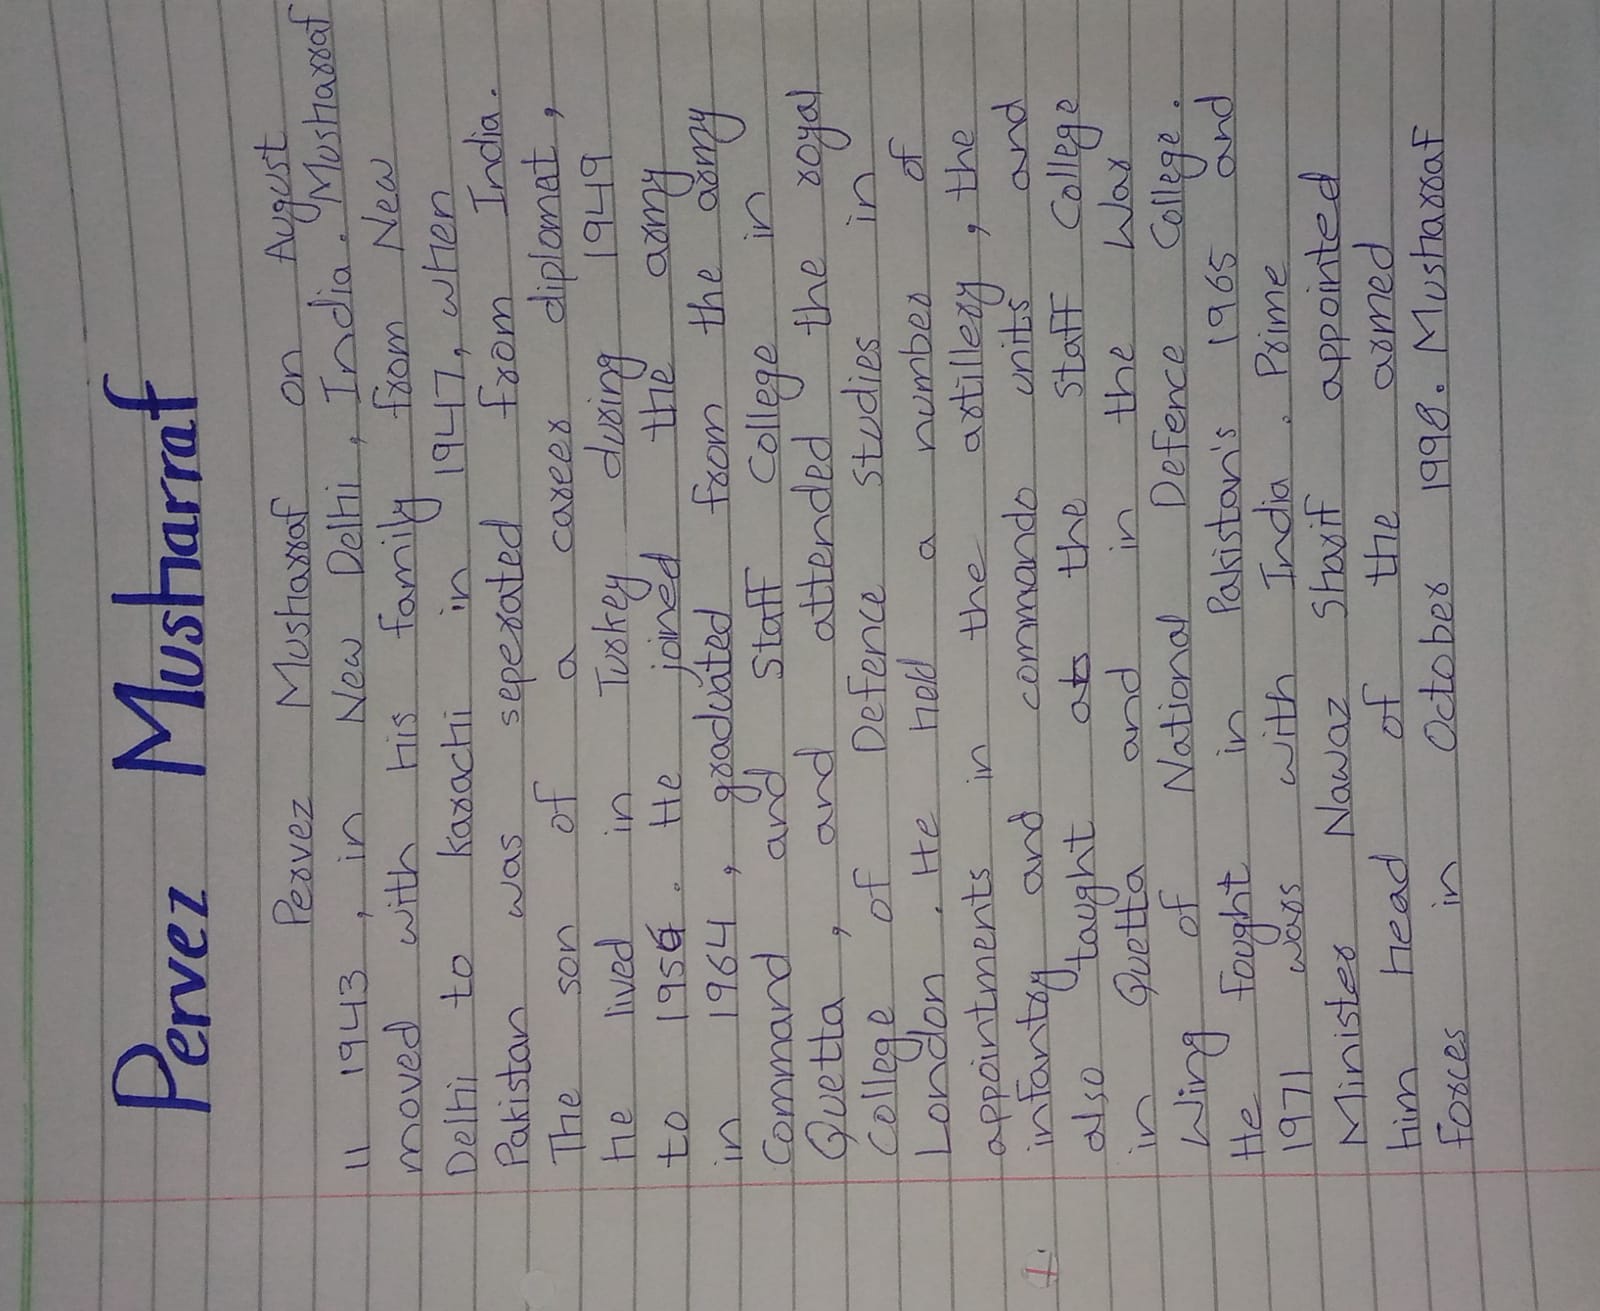 Pervez Musharraf
Pervez Musharraf on August
11 1943, in New Delhi, India. Musharraf
moved with his family from New
Delhi to karachi in 1947, when
Pakistan was seperated from India.
The son of a career diplomat,
he lived in Turkey during 1949
to 1956. He joined the army
in 1964, graduated from the army
Command and Staff College in
Quetta, and attended the royal
College of Defence Studies in
London. He held a number of
appointments in the artillery, the
infantry and commando units and
also taught at the Staff College
in Quetta and in the War
Wing of National Defence College.
He fought in Pakistan's 1965 and
1971 wars with India. Prime
Minister Nawaz Sharif appointed
him head of the armed
forces in October 1998. Musharraf
1.